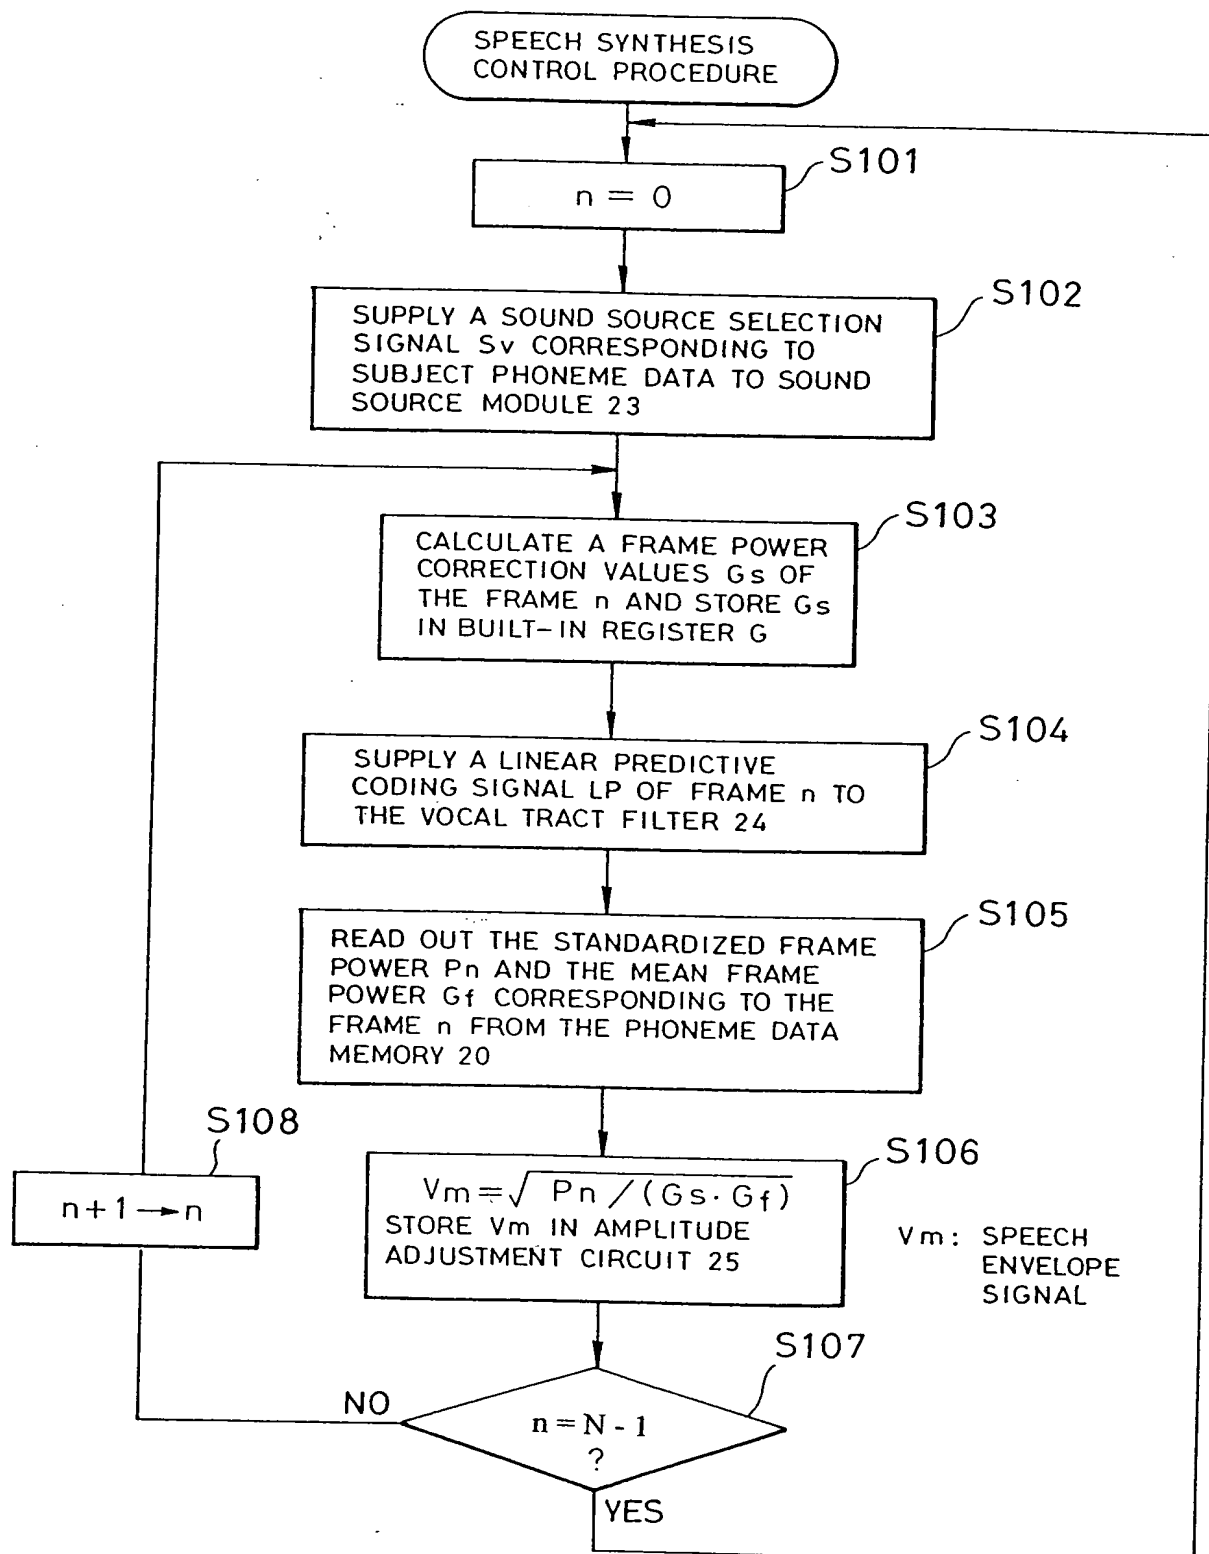 SPEECH SYNTHESIS
CONTROL PROCEDURE
S101
n = 0
S102
SUPPLY A SOUND SOURCE SELECTION
SIGNAL Sv CORRESPONDING TO
SUBJECT PHONEME DATA TO SOUND
SOURCE MODULE 23
S103
CALCULATE A FRAME POWER
CORRECTION VALUES Gs OF
THE FRAME n AND STORE Gs
IN BUILT-IN REGISTER G
S104
SUPPLY A LINEAR PREDICTIVE
CODING SIGNAL LP OF FRAME n TO
THE VOCAL TRACT FILTER 24
S105
READ OUT THE STANDARDIZED FRAME
POWER Pn AND THE MEAN FRAME
POWER Gf CORRESPONDING TO THE
FRAME n FROM THE PHONEME DATA
MEMORY 20
S108
n+1→n
S106
Vm=√Pn/(Gs·Gf)
STORE Vm IN AMPLITUDE
ADJUSTMENT CIRCUIT 25
Vm: SPEECH
ENVELOPE
SIGNAL
S107
NO
n=N-1
?
YES